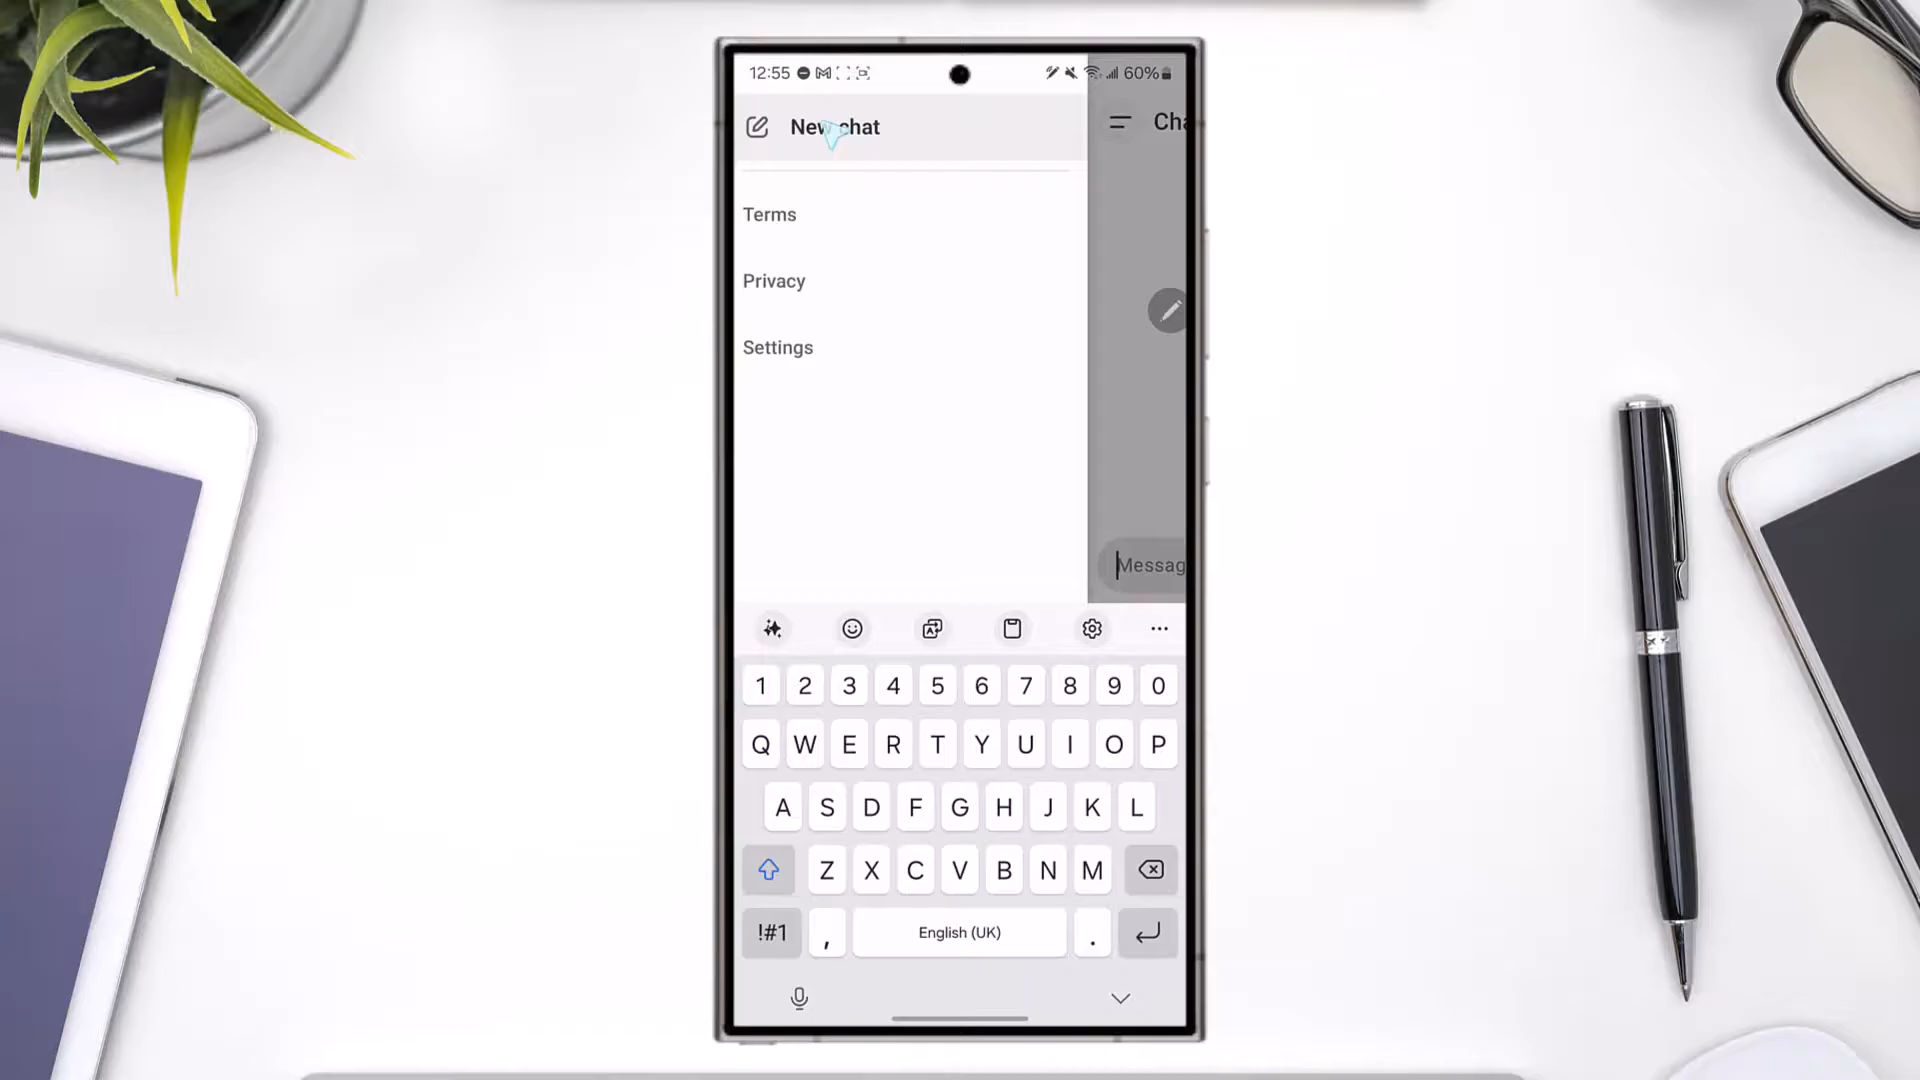 12:55 60%
New chat
Cha
Terms
Privacy
Settings
Messag
1 2 3 4 5 6 7 8 9 0
Q W E R T Y U I O P
A S D F G H J K L
Z X C V B N M
!#1 , English (UK) .